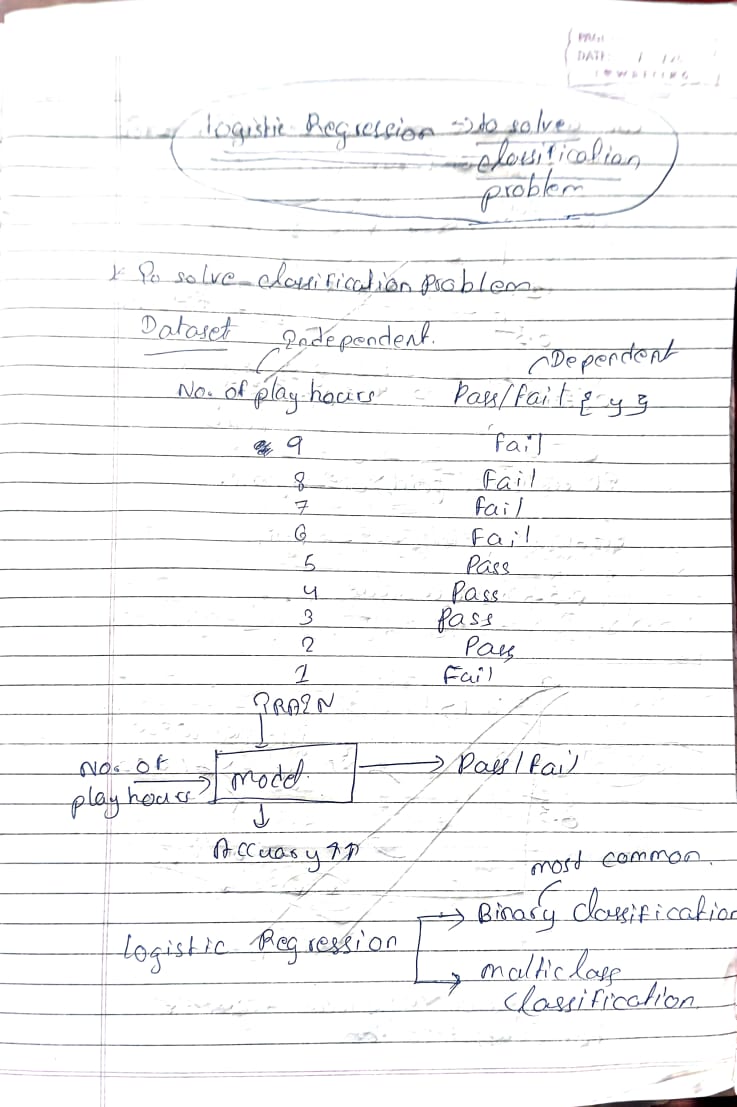 PAGE
DATE: / /
Logistic Regression → to solve
classification
problem
* To solve classification problem
Dataset Independent.
Dependent
No. of play hours Pass/Fail {y}
9 fail
8 Fail
7 fail
6 Fail
5 Pass
4 Pass
3 Pass
2 Pass
1 Fail
TRAIN
No. of
play hours → model. → Pass/Fail
↓
Accuary ↑↑
most common.
→ Binary Classification
Logistic Regression
→ multiclass
classification